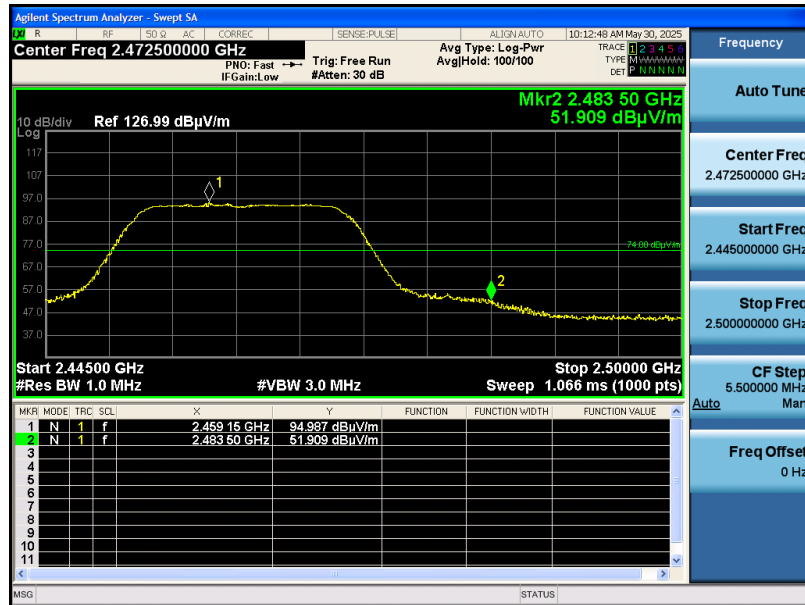 Agilent Spectrum Analyzer - Swept SA
LXI R RF 50 Ω AC CORREC SENSE:PULSE ALIGN AUTO 10:12:48 AM May 30, 2025
Center Freq 2.472500000 GHz
PNO: Fast
IFGain:Low
Trig: Free Run
#Atten: 30 dB
Avg Type: Log-Pwr
Avg|Hold: 100/100
TRACE 1 2 3 4 5 6
TYPE M W W W W W
DET P N N N N N
Mkr2 2.483 50 GHz
51.909 dBµV/m
10 dB/div Ref 126.99 dBµV/m
Log
117
107
97.0
87.0
77.0
67.0
57.0
47.0
37.0
1
74.00 dBµV/m
2
Start 2.44500 GHz Stop 2.50000 GHz
#Res BW 1.0 MHz #VBW 3.0 MHz Sweep 1.066 ms (1000 pts)
MKR MODE TRC SCL X Y FUNCTION FUNCTION WIDTH FUNCTION VALUE
1 N 1 f 2.459 15 GHz 94.987 dBµV/m
2 N 1 f 2.483 50 GHz 51.909 dBµV/m
3
4
5
6
7
8
9
10
11
MSG STATUS
Frequency
Auto Tune
Center Freq
2.472500000 GHz
Start Freq
2.445000000 GHz
Stop Freq
2.500000000 GHz
CF Step
5.500000 MHz
Auto Man
Freq Offset
0 Hz